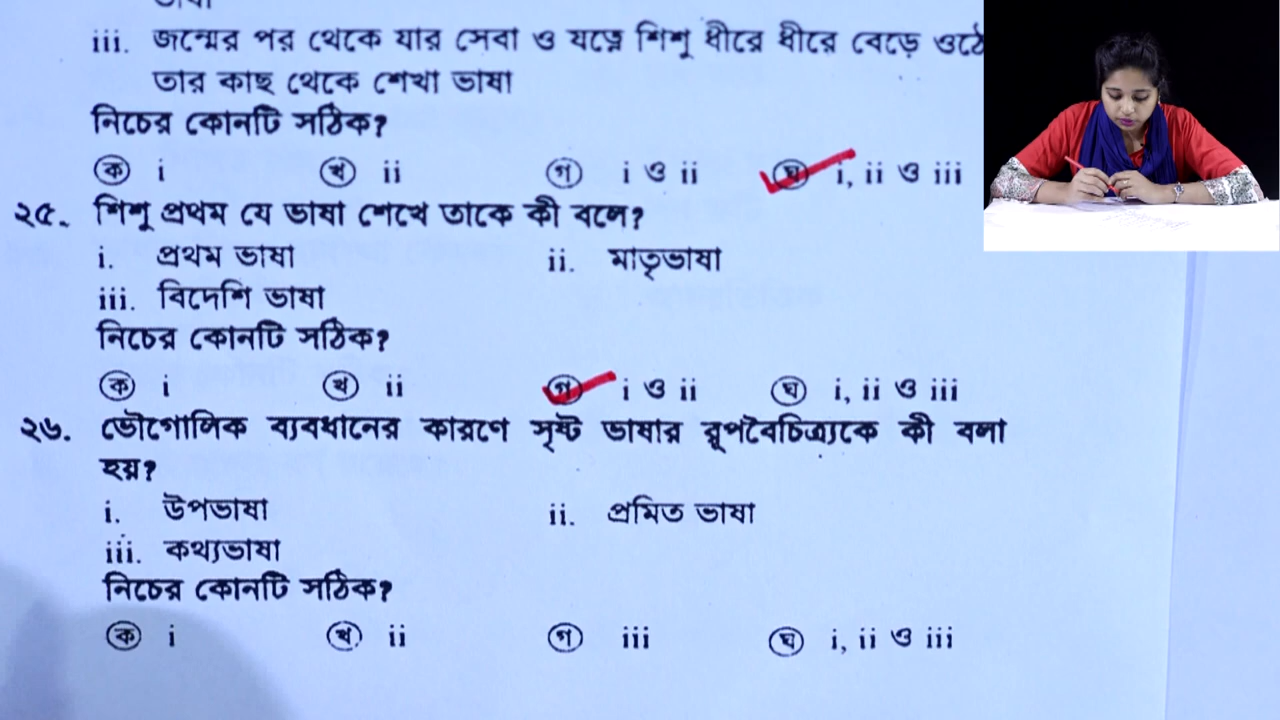 ভাষা
iii. জন্মের পর থেকে যার সেবা ও যত্নে শিশু ধীরে ধীরে বেড়ে ওঠে
তার কাছ থেকে শেখা ভাষা
নিচের কোনটি সঠিক?
ক i খ ii গ i ও ii ঘ i, ii ও iii
২৫. শিশু প্রথম যে ভাষা শেখে তাকে কী বলে?
i. প্রথম ভাষা ii. মাতৃভাষা
iii. বিদেশি ভাষা
নিচের কোনটি সঠিক?
ক i খ ii গ i ও ii ঘ i, ii ও iii
২৬. ভৌগোলিক ব্যবধানের কারণে সৃষ্ট ভাষার রূপবৈচিত্র্যকে কী বলা
হয়?
i. উপভাষা ii. প্রমিত ভাষা
iii. কথ্যভাষা
নিচের কোনটি সঠিক?
ক i খ ii গ iii ঘ i, ii ও iii